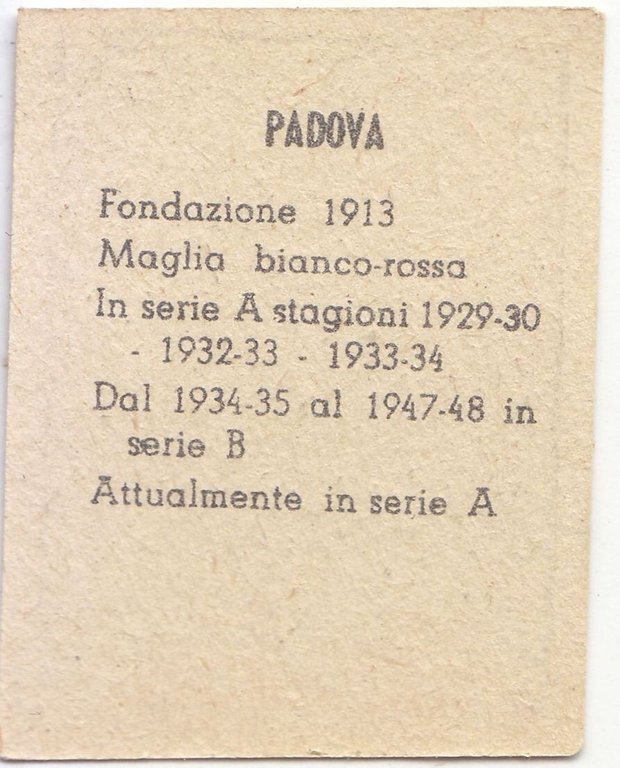 PADOVA
Fondazione 1913
Maglia bianco-rossa
In serie A stagioni 1929-30
- 1932-33 - 1933-34
Dal 1934-35 al 1947-48 in
serie B
Attualmente in serie A